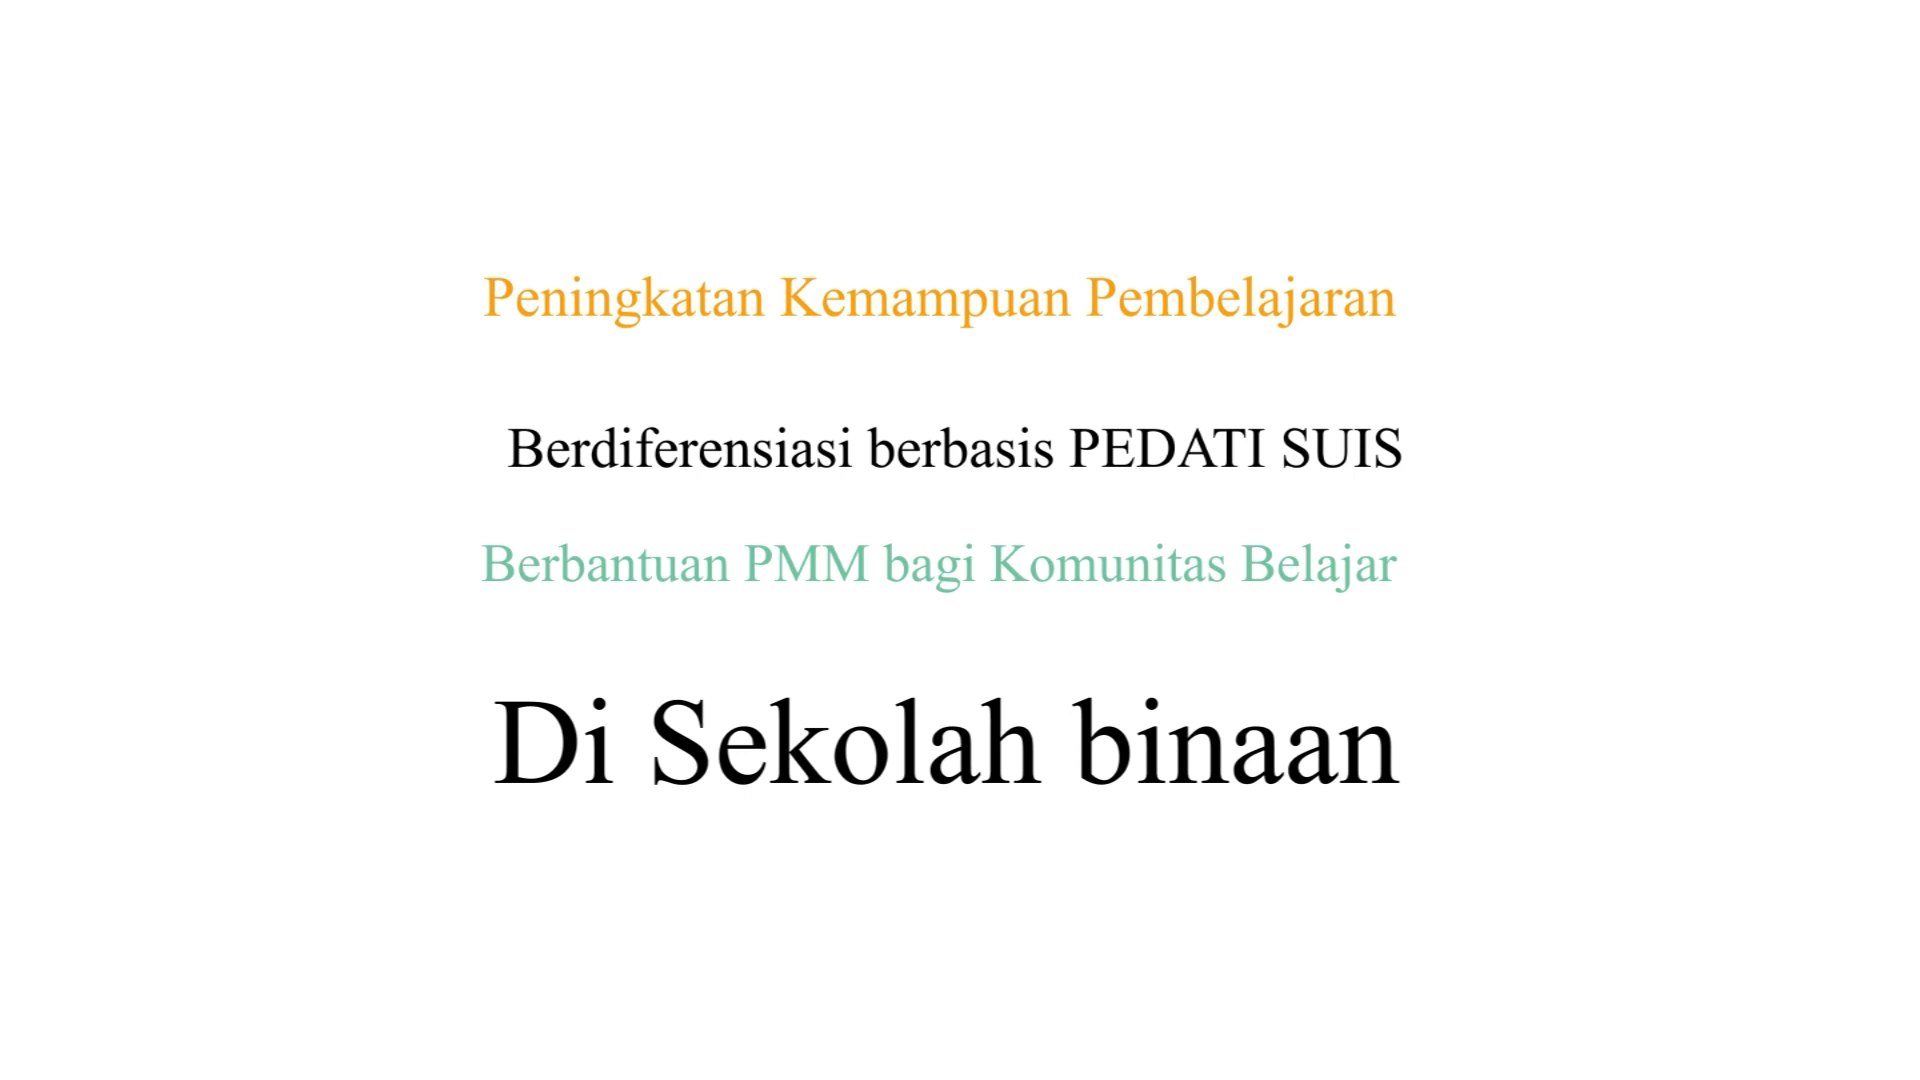 Peningkatan Kemampuan Pembelajaran
Berdiferensiasi berbasis PEDATI SUIS
Berbantuan PMM bagi Komunitas Belajar
Di Sekolah binaan